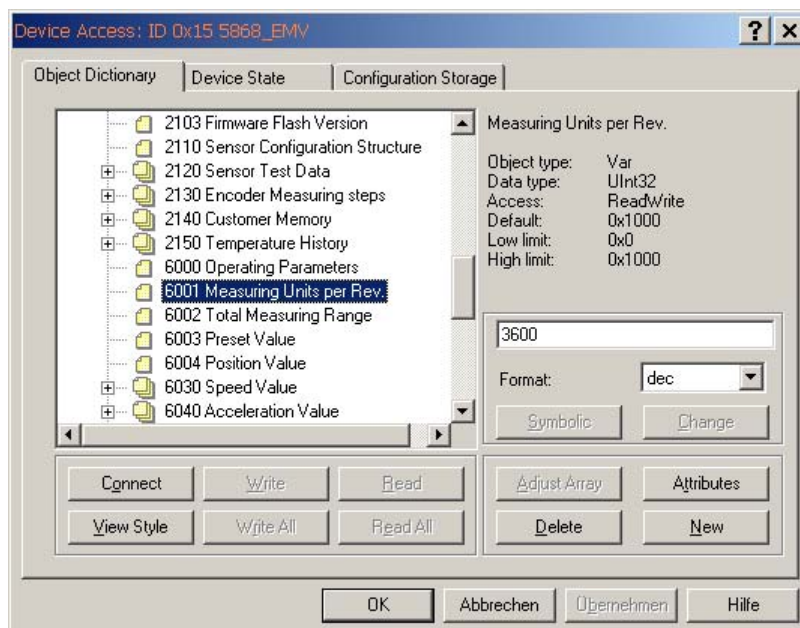 Device Access: ID 0x15 5868_EMV
Object Dictionary
Device State
Configuration Storage
2103 Firmware Flash Version
2110 Sensor Configuration Structure
2120 Sensor Test Data
2130 Encoder Measuring steps
2140 Customer Memory
2150 Temperature History
6000 Operating Parameters
6001 Measuring Units per Rev.
6002 Total Measuring Range
6003 Preset Value
6004 Position Value
6030 Speed Value
6040 Acceleration Value
Measuring Units per Rev.
Object type: Var
Data type: UInt32
Access: ReadWrite
Default: 0x1000
Low limit: 0x0
High limit: 0x1000
3600
Format: dec
Symbolic Change
Connect Write Read
View Style Write All Read All
Adjust Array Attributes
Delete New
OK Abbrechen Übernehmen Hilfe